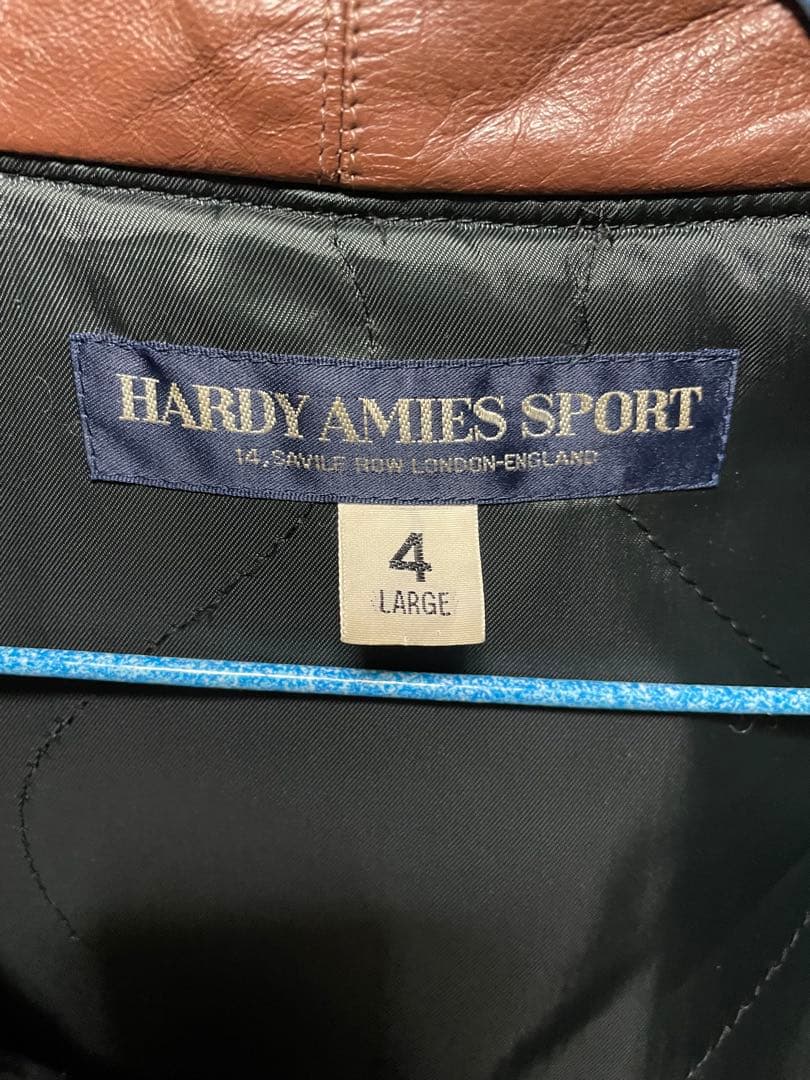 HARDY AMIES SPORT
14, SAVILE ROW LONDON-ENGLAND
4
LARGE